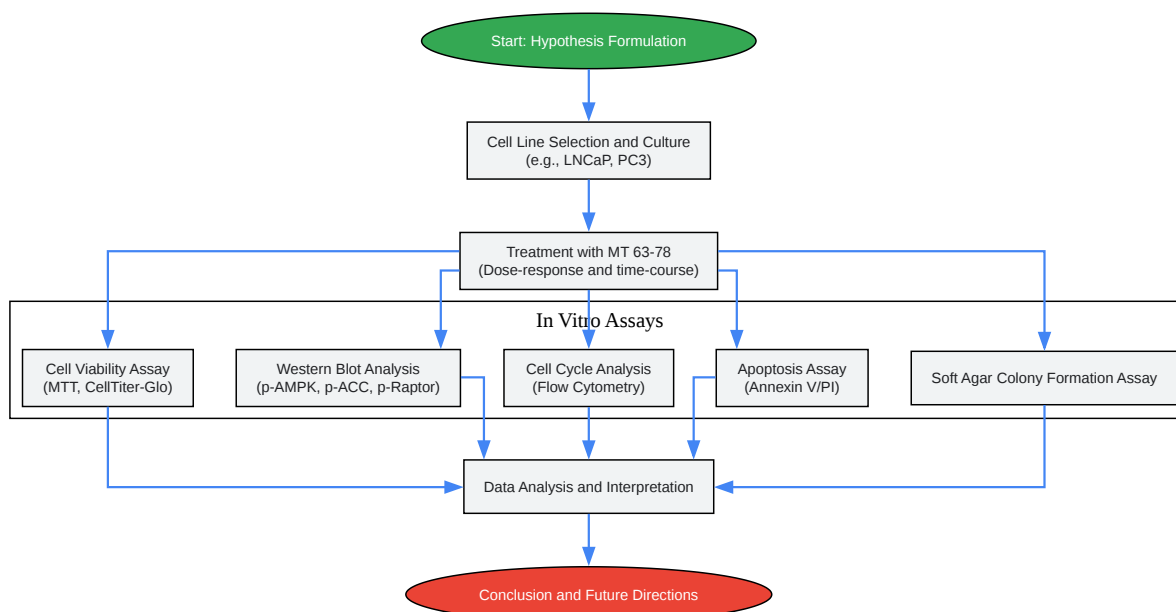 Start: Hypothesis Formulation
Cell Line Selection and Culture
(e.g., LNCaP, PC3)
Treatment with MT 63-78
(Dose-response and time-course)
In Vitro Assays
Cell Viability Assay
(MTT, CellTiter-Glo)
Western Blot Analysis
(p-AMPK, p-ACC, p-Raptor)
Cell Cycle Analysis
(Flow Cytometry)
Apoptosis Assay
(Annexin V/PI)
Soft Agar Colony Formation Assay
Data Analysis and Interpretation
Conclusion and Future Directions